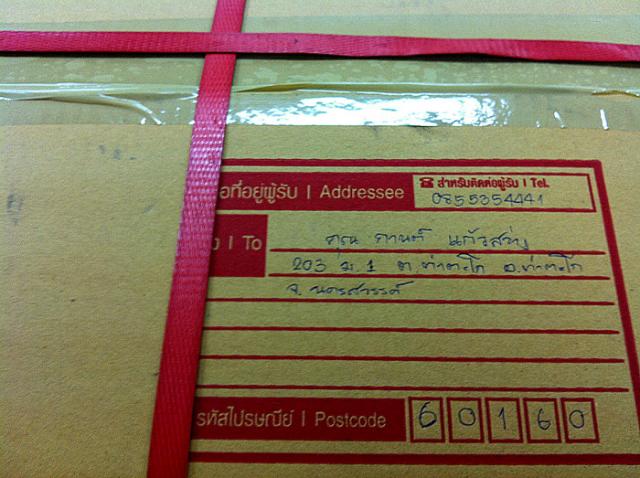 อที่อยู่ผู้รับ | Addressee
☎ สำหรับติดต่อผู้รับ | Tel.
0855354441
ง | To
คุณ กานต์ แก้วสว่าง
203 ม.1 ต.ท่าตะโก อ.ท่าตะโก
จ.นครสวรรค์
รหัสไปรษณีย์ | Postcode
60160